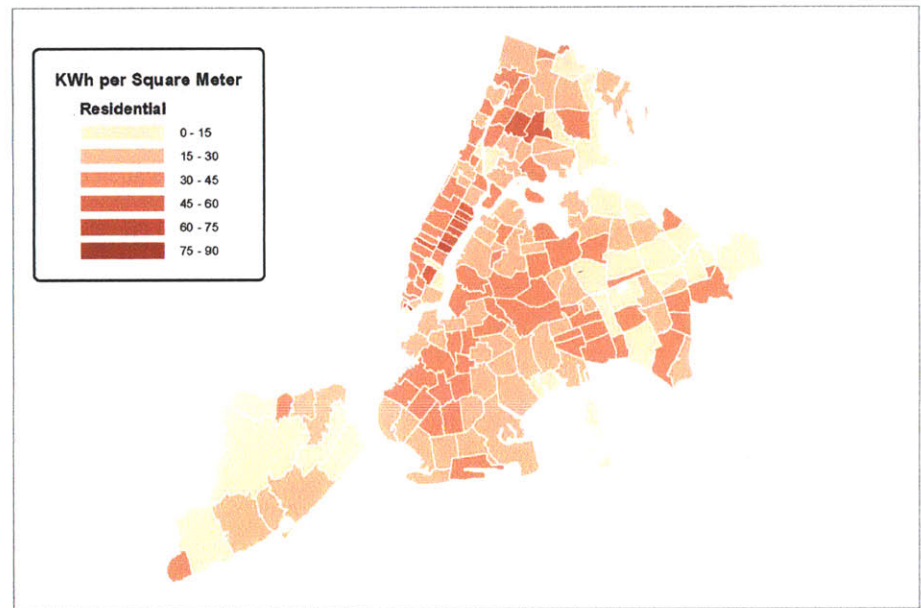 KWh per Square Meter
Residential
0 - 15
15 - 30
30 - 45
45 - 60
60 - 75
75 - 90